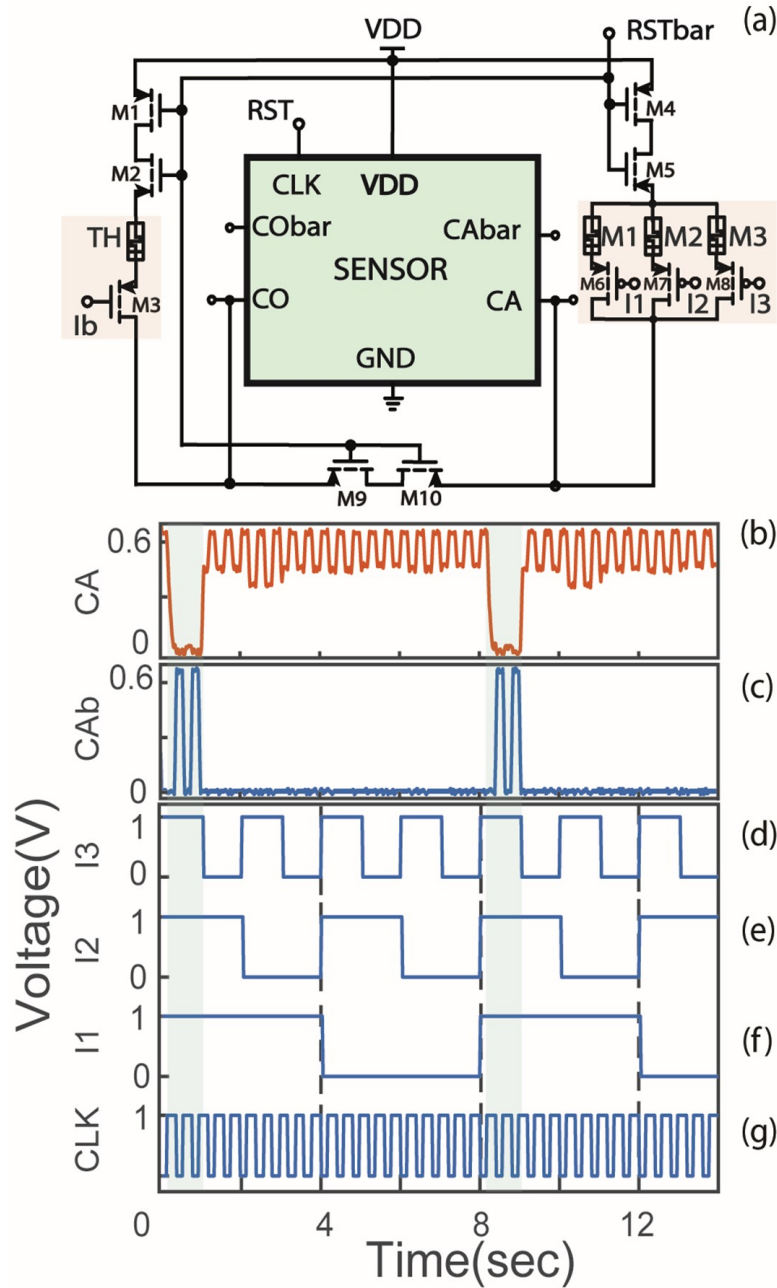 (a)
VDD
RSTbar
M1
RST
M4
M2
CLK VDD
M5
TH
CObar
CAbar
M1 M2 M3
SENSOR
M3
M6 M7 M8
Ib
CO
CA
I1 I2 I3
GND
M9 M10
(b)
0.6
CA
0
(c)
0.6
CAb
0
(d)
1
I3
0
(e)
1
I2
0
(f)
1
I1
0
(g)
1
CLK
Voltage(V)
0 4 8 12
Time(sec)